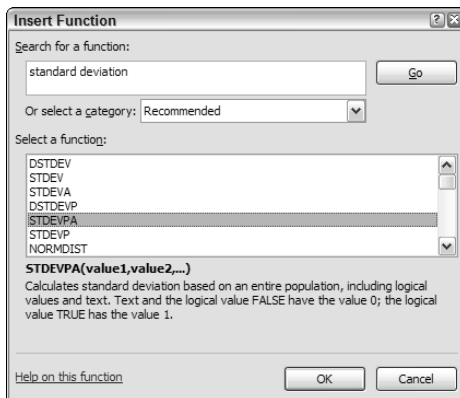 Insert Function
Search for a function:
standard deviation
Go
Or select a category: Recommended
Select a function:
DSTDEV
STDEV
STDEVA
DSTDEVP
STDEVPA
STDEVP
NORMDIST
STDEVPA(value1,value2,...)
Calculates standard deviation based on an entire population, including logical
values and text. Text and the logical value FALSE have the value 0; the logical
value TRUE has the value 1.
Help on this function
OK
Cancel